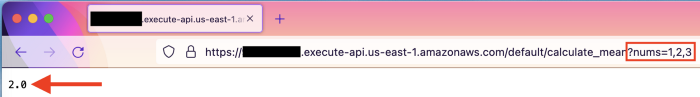 .execute-api.us-east-1.a
https://
.execute-api.us-east-1.amazonaws.com/default/calculate_mean?nums=1,2,3
2.0